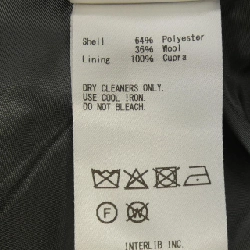 Shell 64% Polyester
36% Wool
Lining 100% Cupra
DRY CLEANERS ONLY.
USE COOL IRON.
DO NOT BLEACH.
F W
INTERLIB INC.